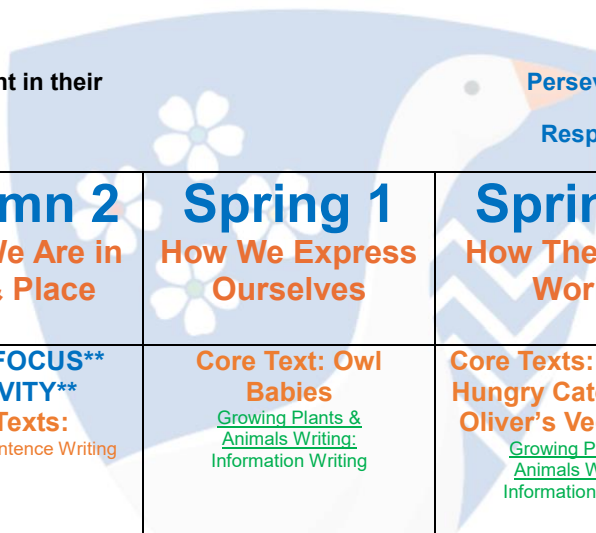 nt in their
Persev
Resp
mn 2
We Are in
& Place
Spring 1
How We Express
Ourselves
Sprin
How The
Wor
FOCUS**
VITY**
Texts:
ntence Writing
Core Text: Owl
Babies
Growing Plants &
Animals Writing:
Information Writing
Core Texts:
Hungry Cate
Oliver’s Ve
Growing P
Animals W
Information